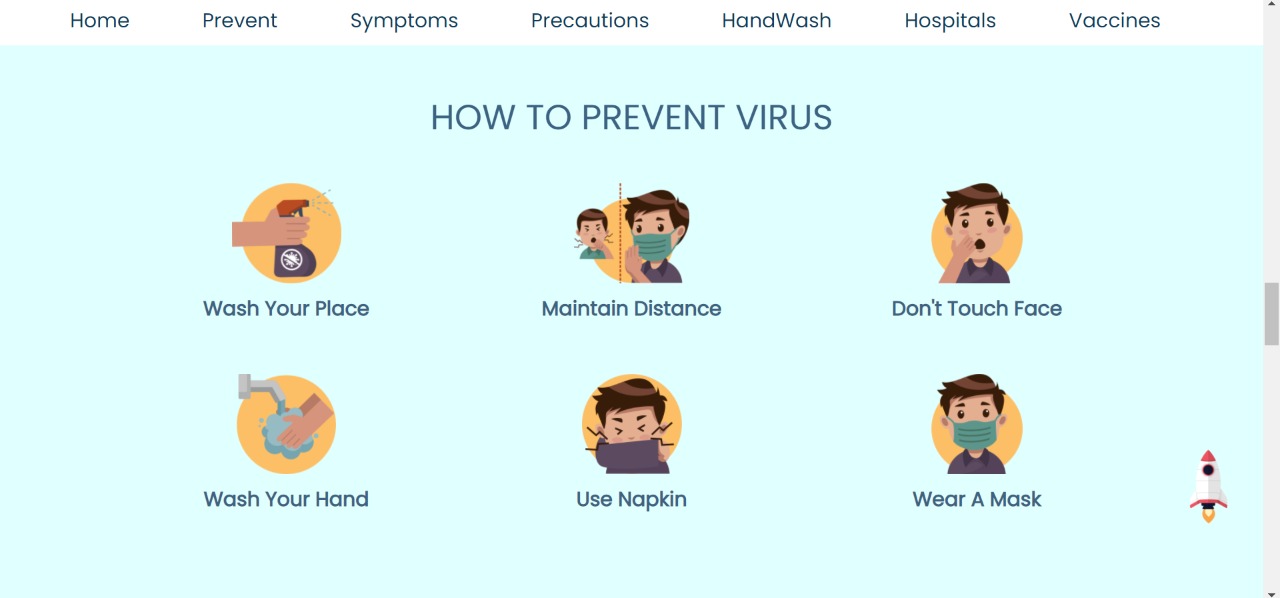 Home Prevent Symptoms Precautions HandWash Hospitals Vaccines
HOW TO PREVENT VIRUS
Wash Your Place Maintain Distance Don't Touch Face
Wash Your Hand Use Napkin Wear A Mask